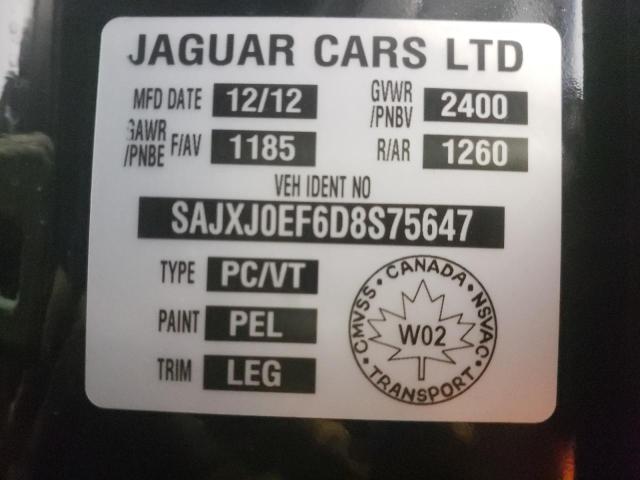 JAGUAR CARS LTD
MFD DATE 12/12 GVWR /PNBV 2400
GAWR /PNBE F/AV 1185 R/AR 1260
VEH IDENT NO
SAJXJ0EF6D8S75647
TYPE PC/VT
PAINT PEL
TRIM LEG
CMVSS • CANADA • NSVAC • TRANSPORT •
W02